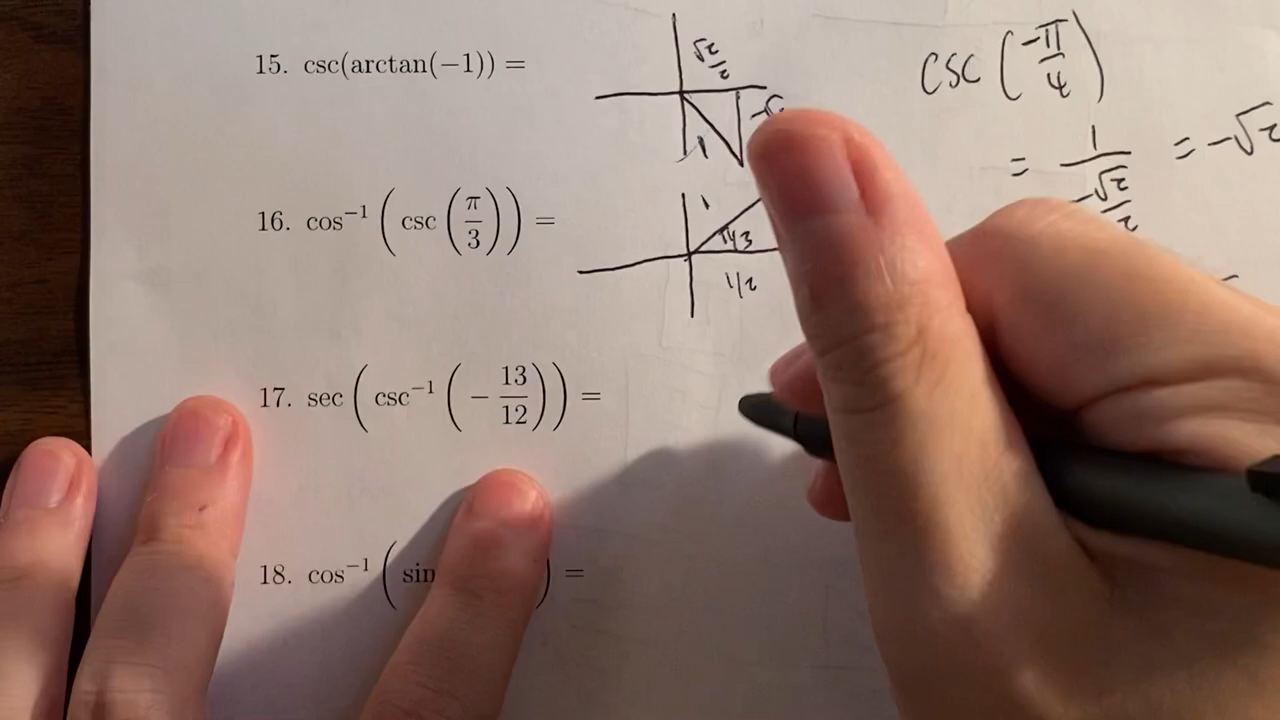 15. csc(arctan(−1)) =
√2/2
1
csc (-π/4)
= 1/(-√2/2) = -√2
16. cos⁻¹ ( csc ( π/3 ) ) =
1
π/3
1/2
17. sec ( csc⁻¹ ( − 13/12 ) ) =
18. cos⁻¹ ( sin ) =